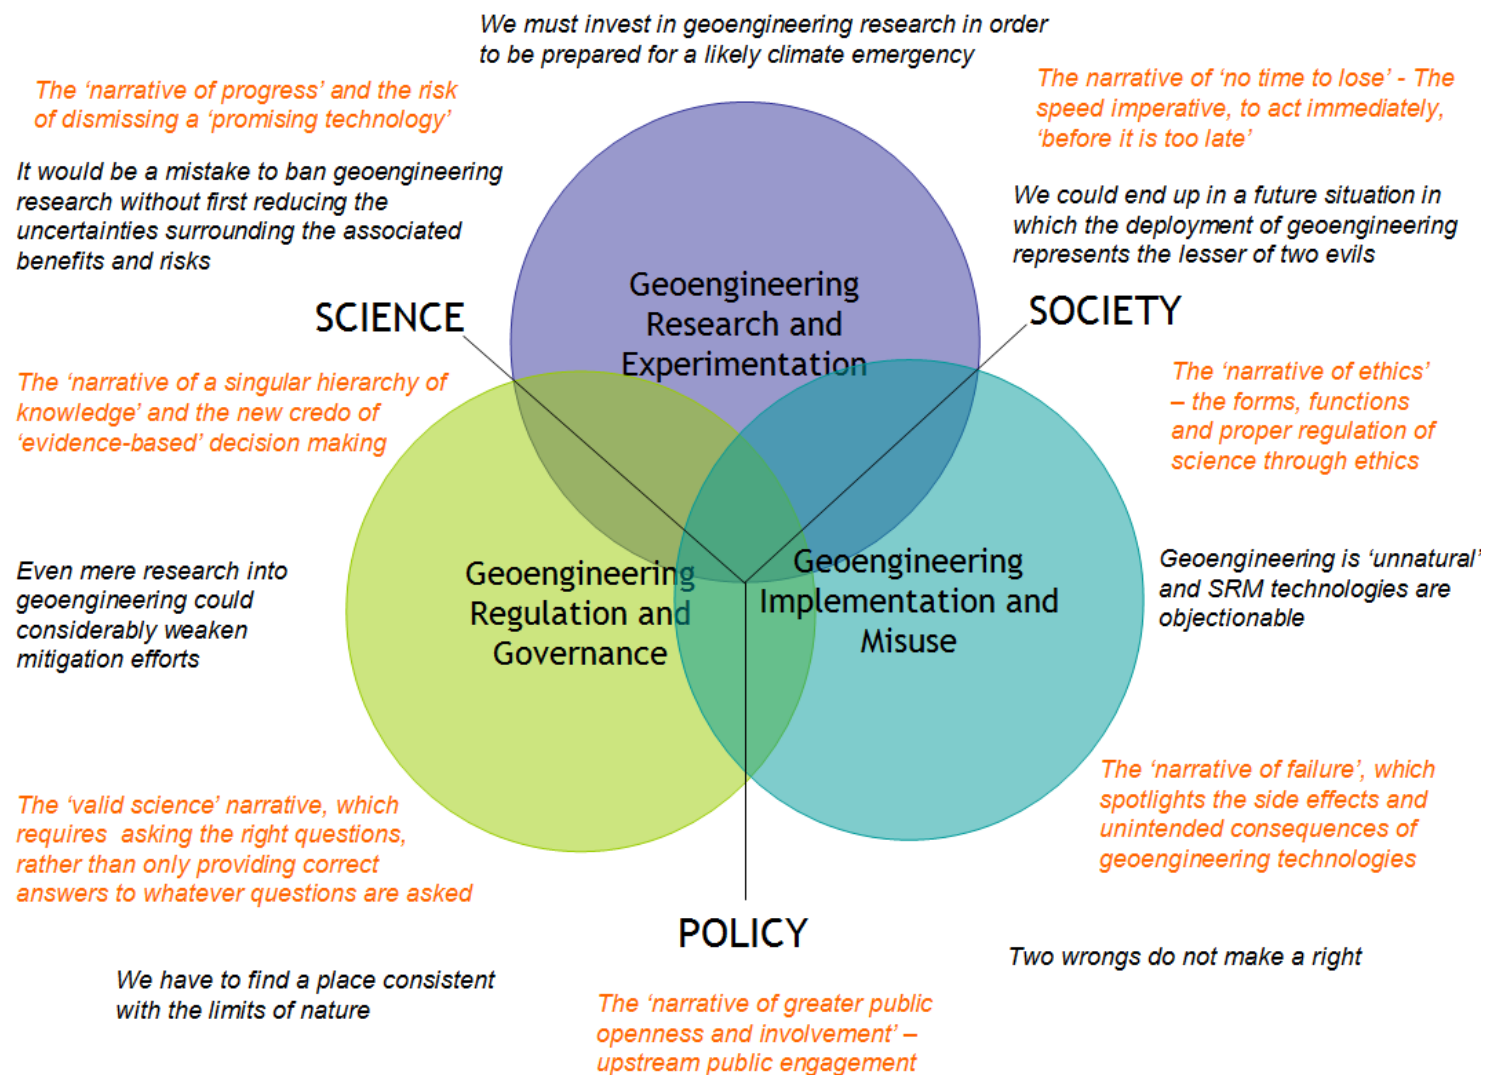 We must invest in geoengineering research in order
to be prepared for a likely climate emergency
The ‘narrative of progress’ and the risk
of dismissing a ‘promising technology’
The narrative of ‘no time to lose’ - The
speed imperative, to act immediately,
‘before it is too late’
It would be a mistake to ban geoengineering
research without first reducing the
uncertainties surrounding the associated
benefits and risks
We could end up in a future situation in
which the deployment of geoengineering
represents the lesser of two evils
Geoengineering
Research and
Experimentation
SCIENCE
SOCIETY
The ‘narrative of a singular hierarchy of
knowledge’ and the new credo of
‘evidence-based’ decision making
The ‘narrative of ethics’
– the forms, functions
and proper regulation of
science through ethics
Even mere research into
geoengineering could
considerably weaken
mitigation efforts
Geoengineering
Regulation and
Governance
Geoengineering
Implementation and
Misuse
Geoengineering is ‘unnatural’
and SRM technologies are
objectionable
The ‘valid science’ narrative, which
requires asking the right questions,
rather than only providing correct
answers to whatever questions are asked
The ‘narrative of failure’, which
spotlights the side effects and
unintended consequences of
geoengineering technologies
POLICY
We have to find a place consistent
with the limits of nature
Two wrongs do not make a right
The ‘narrative of greater public
openness and involvement’ –
upstream public engagement